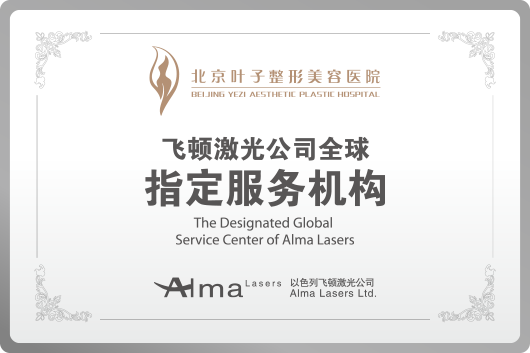 北京叶子整形美容医院
BEIJING YEZI AESTHETIC PLASTIC HOSPITAL
飞顿激光公司全球
指定服务机构
The Designated Global
Service Center of Alma Lasers
Alma Lasers 以色列飞顿激光公司
Alma Lasers Ltd.